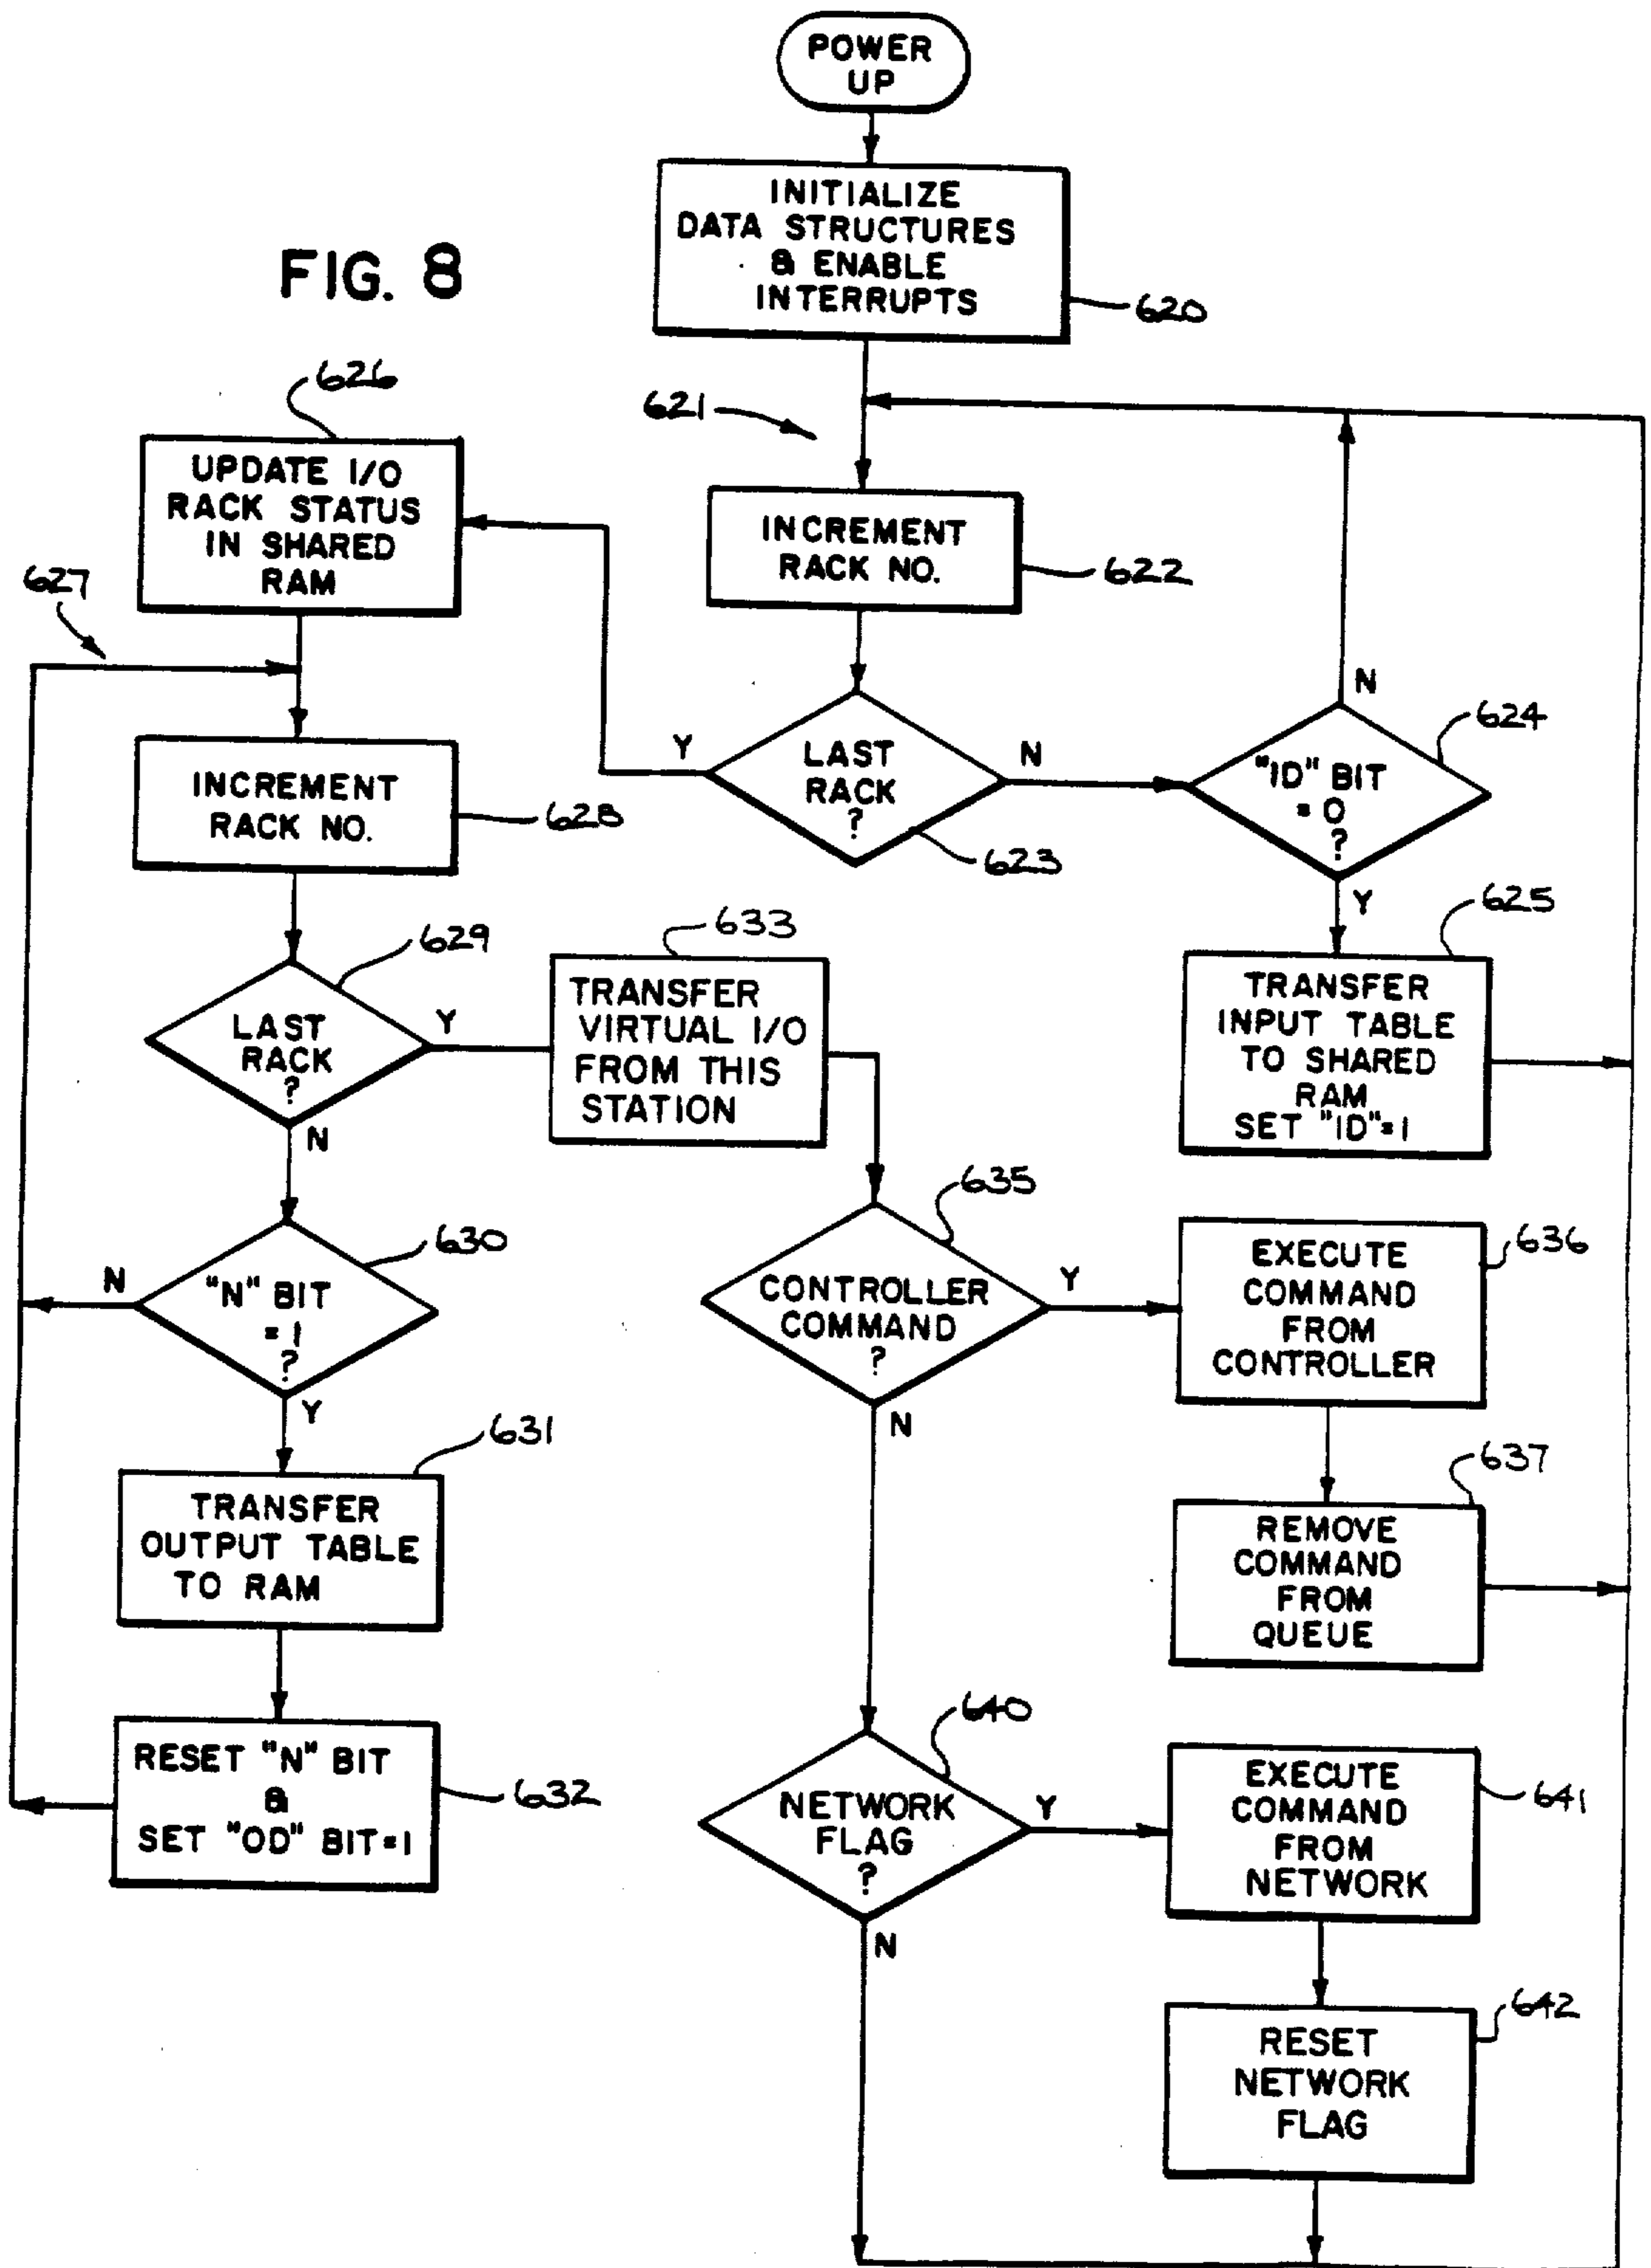 POWER
UP
FIG. 8
INITIALIZE
DATA STRUCTURES
& ENABLE
INTERRUPTS
620
626
621
UPDATE I/O
RACK STATUS
IN SHARED
RAM
INCREMENT
RACK NO.
622
627
N
624
Y
LAST
RACK
?
N
"ID" BIT
= 0
?
INCREMENT
RACK NO.
628
623
Y
625
629
633
LAST
RACK
?
Y
TRANSFER
VIRTUAL I/O
FROM THIS
STATION
TRANSFER
INPUT TABLE
TO SHARED
RAM
SET "ID"=1
N
635
630
N
"N" BIT
= 1
?
CONTROLLER
COMMAND
?
Y
EXECUTE
COMMAND
FROM
CONTROLLER
636
Y
N
631
637
TRANSFER
OUTPUT TABLE
TO RAM
REMOVE
COMMAND
FROM
QUEUE
640
RESET "N" BIT
&
SET "OD" BIT=1
632
NETWORK
FLAG
?
Y
EXECUTE
COMMAND
FROM
NETWORK
641
N
642
RESET
NETWORK
FLAG